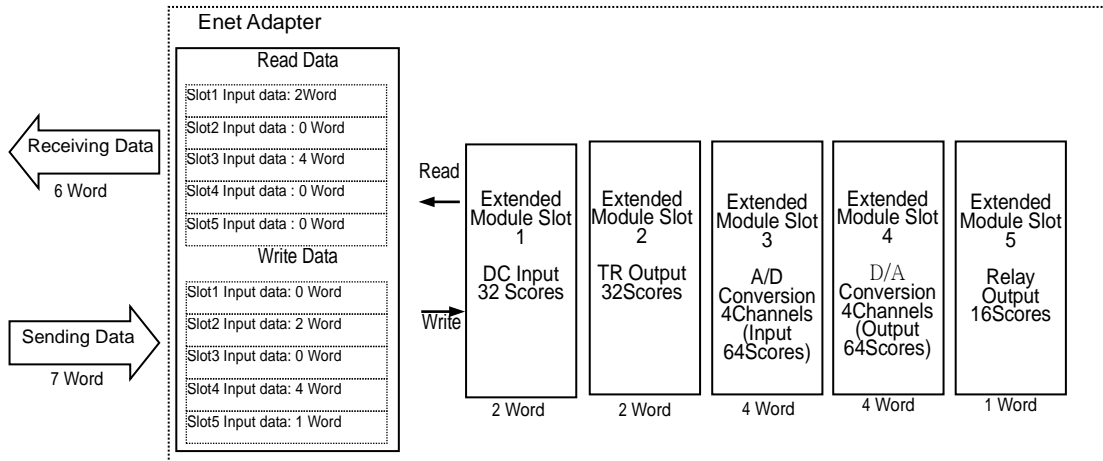 Enet Adapter
Read Data
Slot1 Input data: 2Word
Slot2 Input data : 0 Word
Slot3 Input data : 4 Word
Slot4 Input data : 0 Word
Slot5 Input data : 0 Word
Write Data
Slot1 Input data: 0 Word
Slot2 Input data: 2 Word
Slot3 Input data: 0 Word
Slot4 Input data: 4 Word
Slot5 Input data: 1 Word
Receiving Data
6 Word
Sending Data
7 Word
Read
Write
Extended
Module Slot
1
DC Input
32 Scores
2 Word
Extended
Module Slot
2
TR Output
32Scores
2 Word
Extended
Module Slot
3
A/D
Conversion
4Channels
(Input
64Scores)
4 Word
Extended
Module Slot
4
D/A
Conversion
4Channels
(Output
64Scores)
4 Word
Extended
Module Slot
5
Relay
Output
16Scores
1 Word